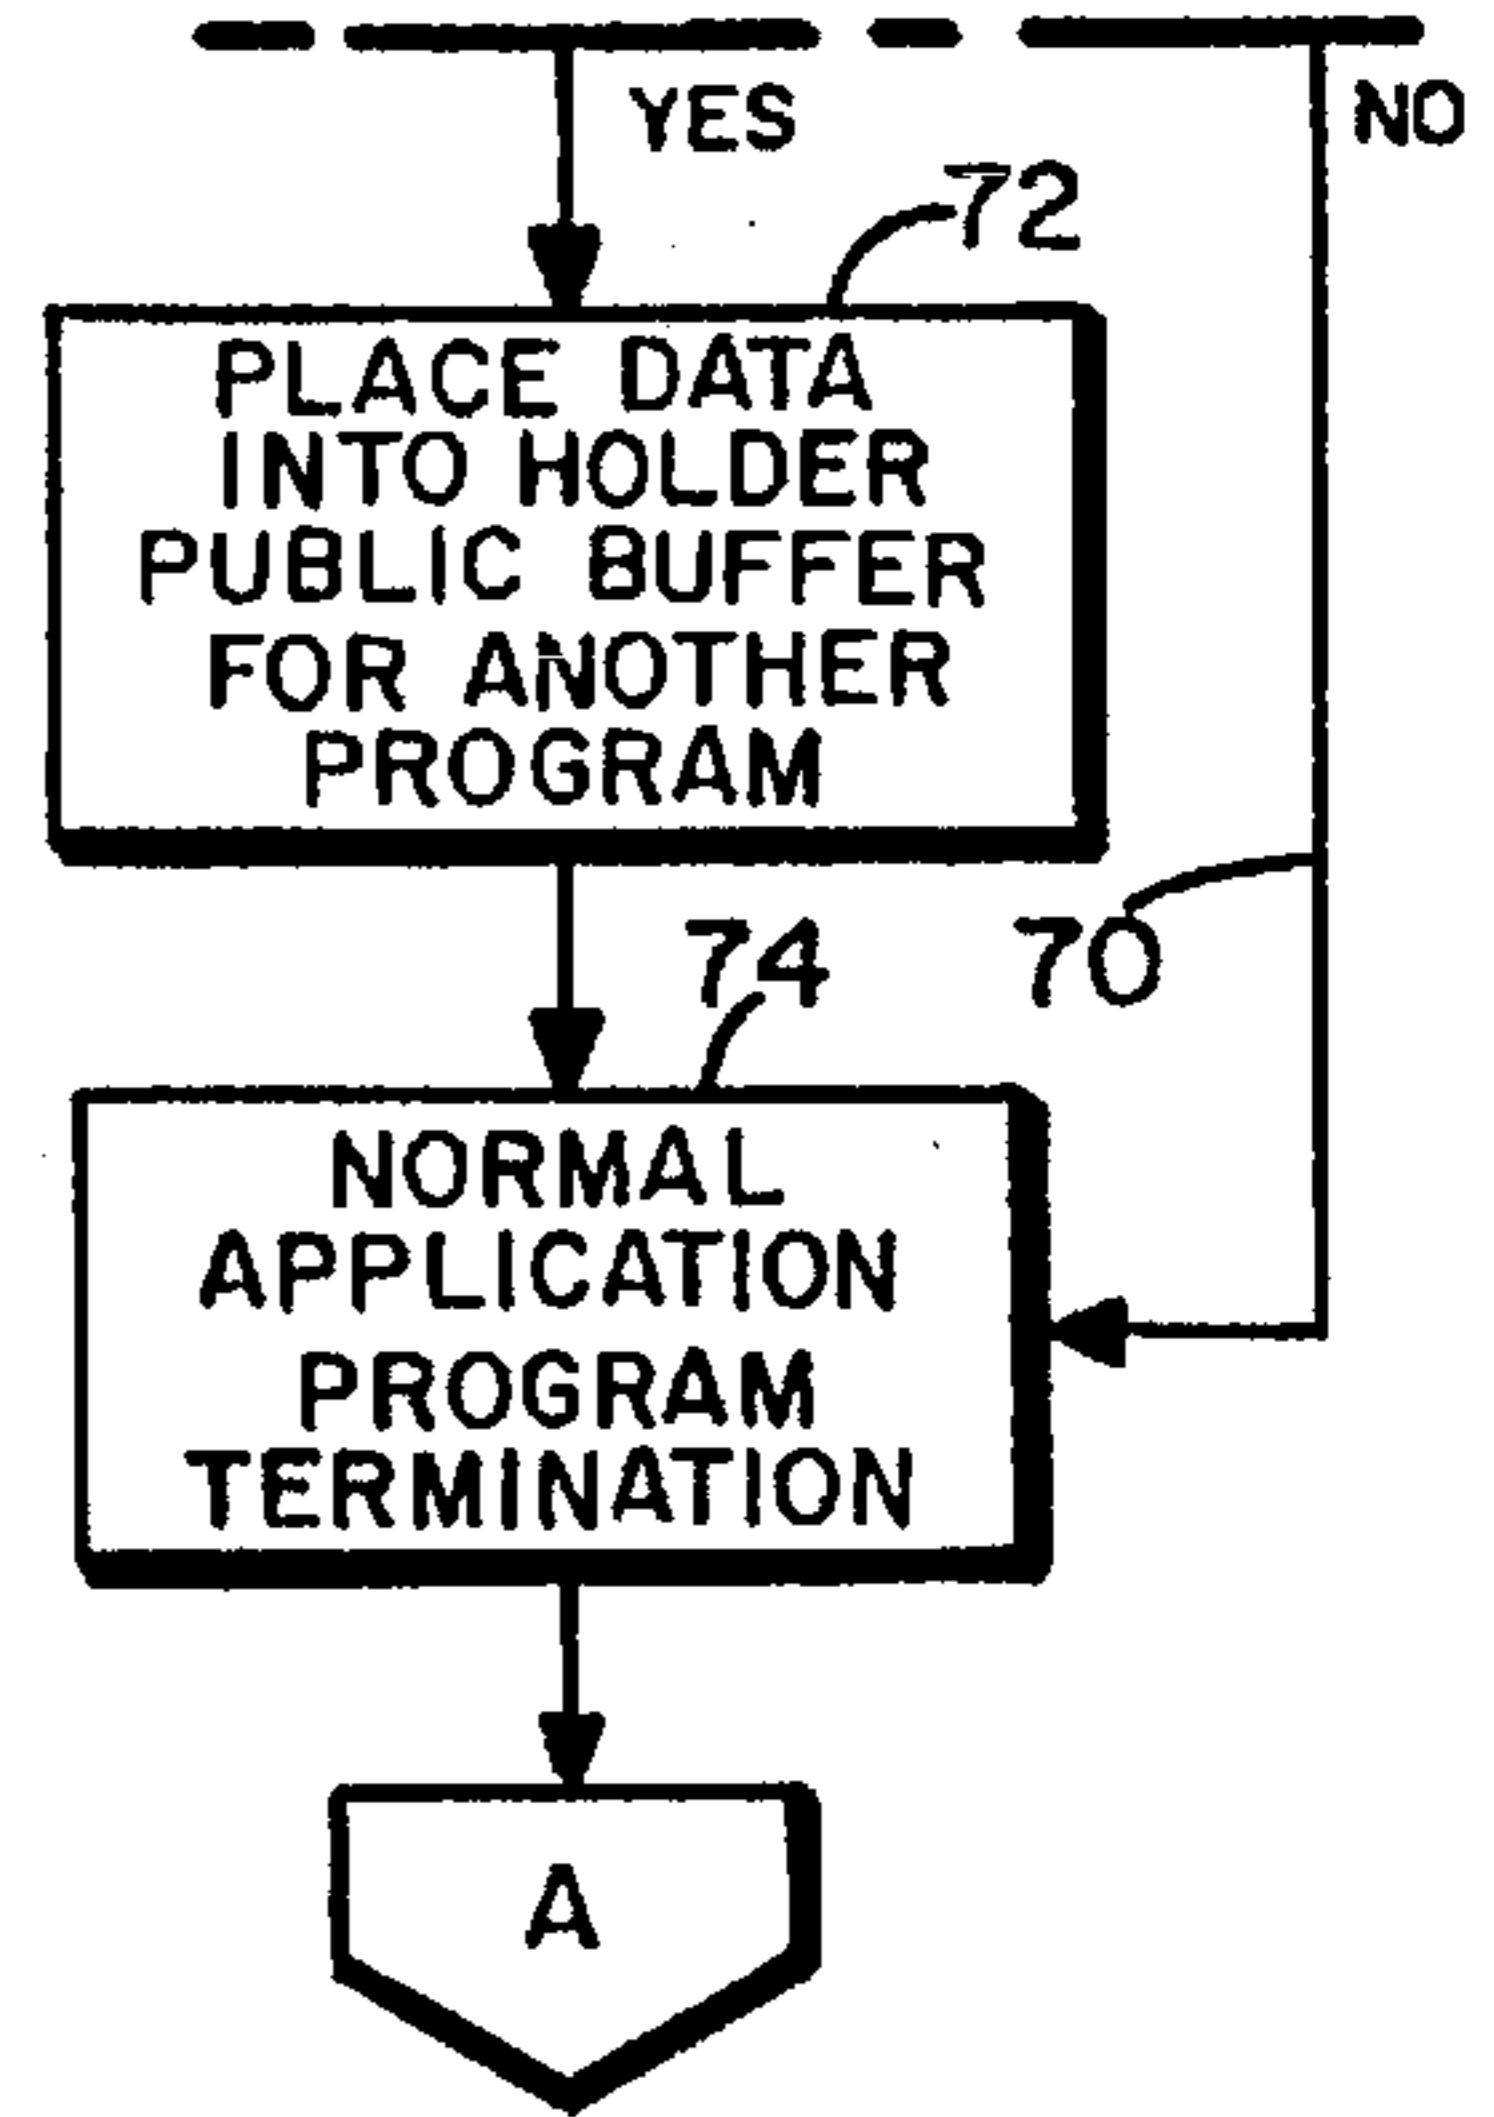 YES
NO
72
PLACE DATA
INTO HOLDER
PUBLIC BUFFER
FOR ANOTHER
PROGRAM
74
70
NORMAL
APPLICATION
PROGRAM
TERMINATION
A